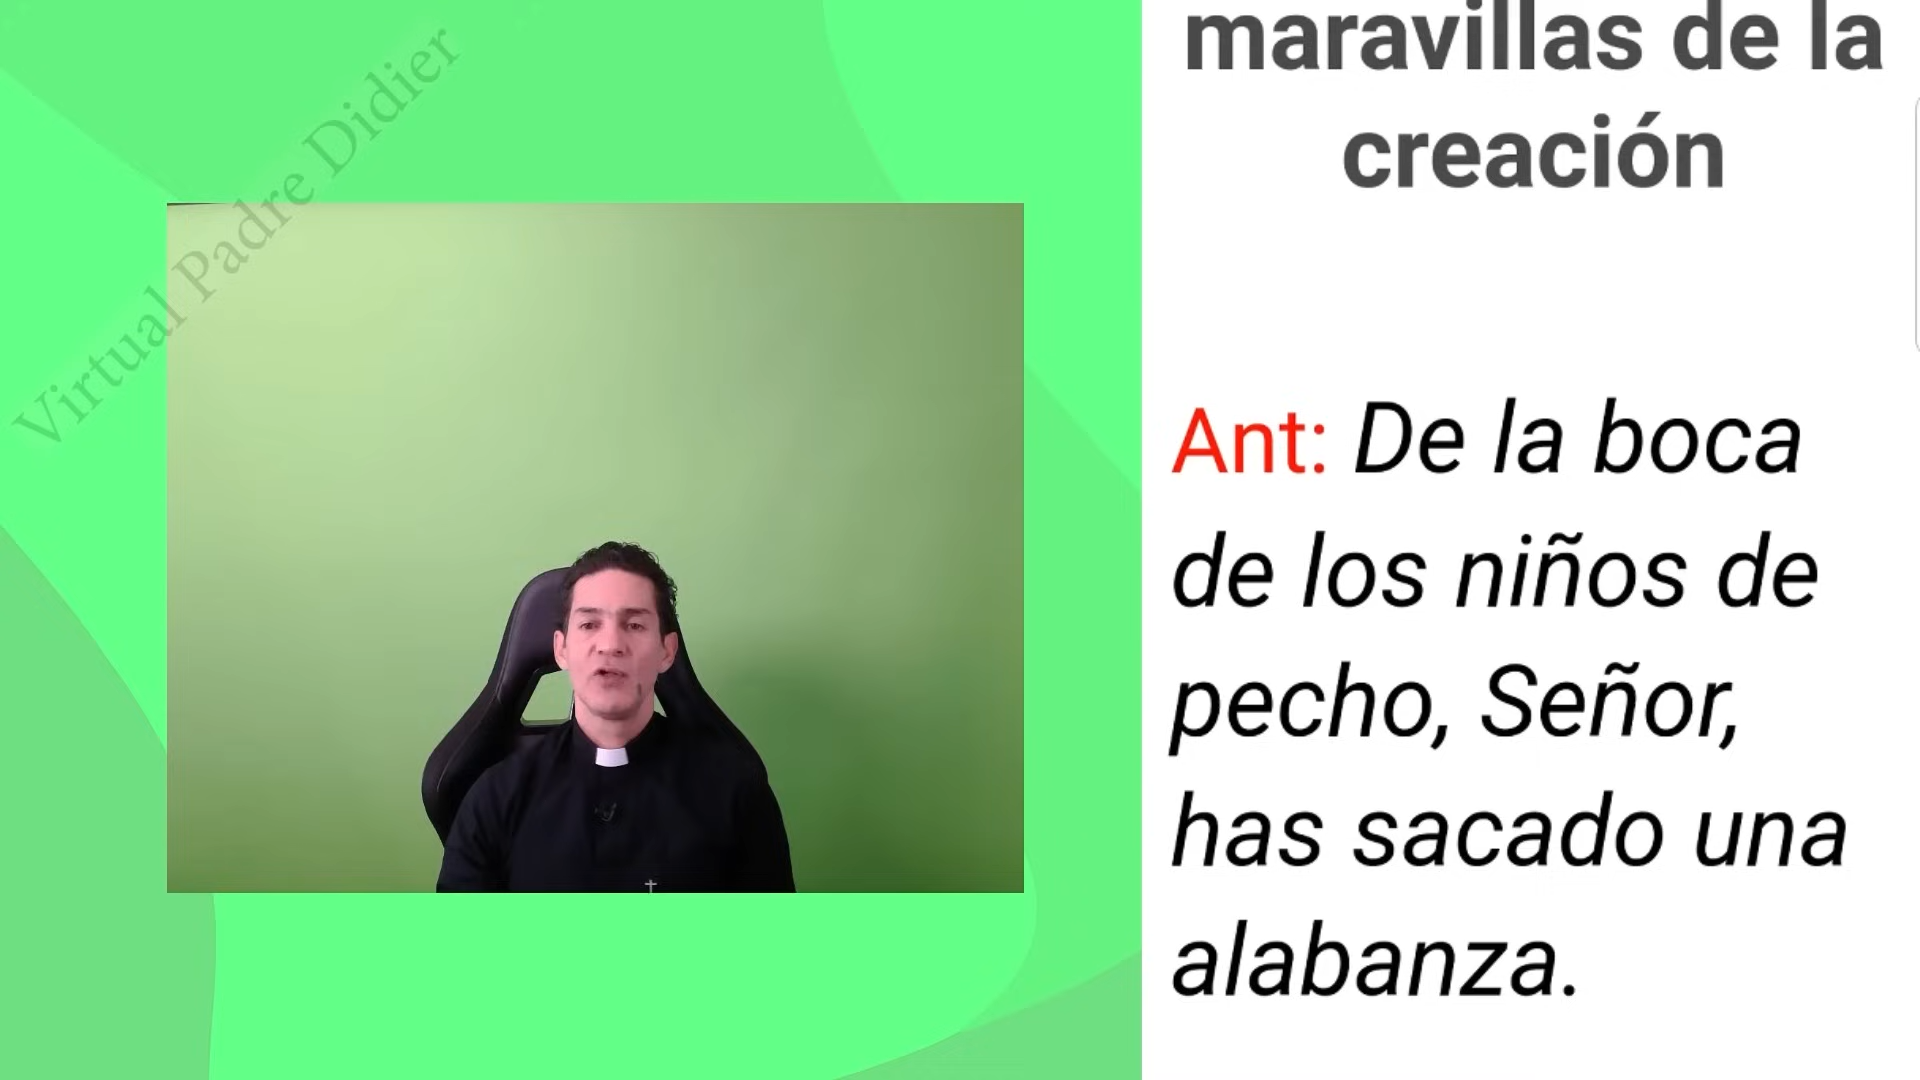 Virtual Padre Didier
maravillas de la
creación
Ant: De la boca
de los niños de
pecho, Señor,
has sacado una
alabanza.